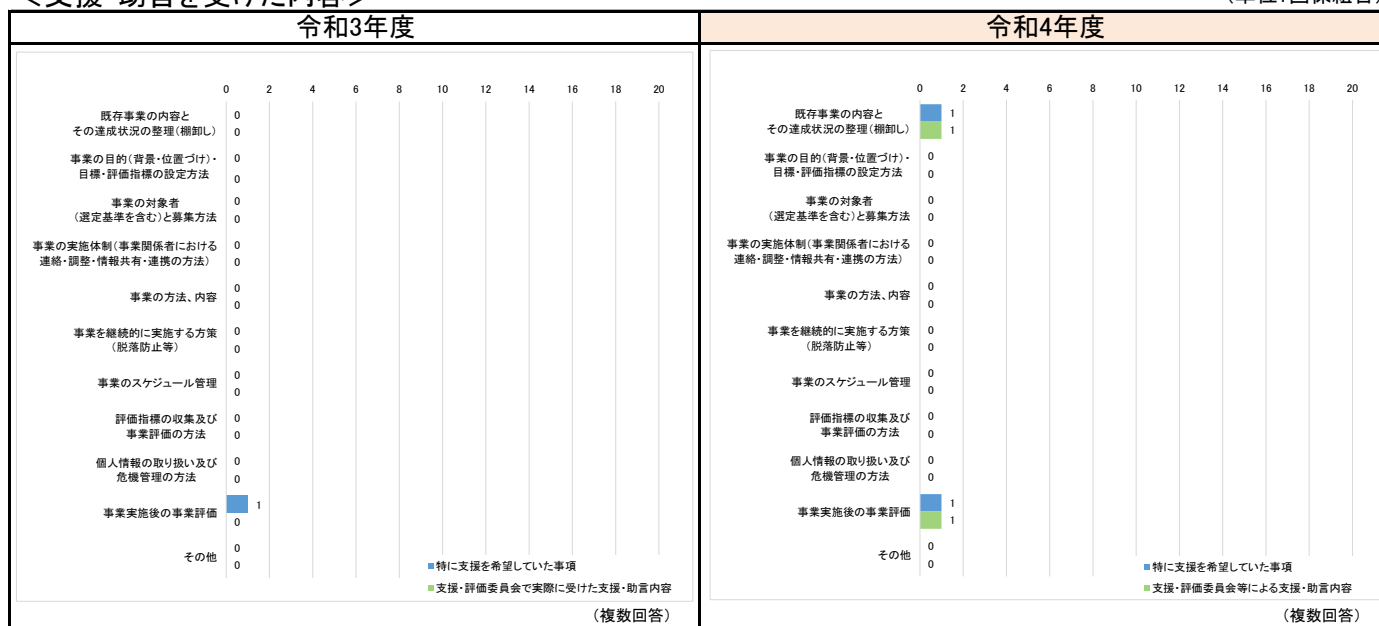 ＜支援・助言を受けた内容＞
（単位：国保組合）
令和3年度
0 2 4 6 8 10 12 14 16 18 20
既存事業の内容と
その達成状況の整理（棚卸し）
0
0
事業の目的（背景・位置づけ）・
目標・評価指標の設定方法
0
0
事業の対象者
（選定基準を含む）と募集方法
0
0
事業の実施体制（事業関係者における
連絡・調整・情報共有・連携の方法）
0
0
事業の方法、内容
0
0
事業を継続的に実施する方策
（脱落防止等）
0
0
事業のスケジュール管理
0
0
評価指標の収集及び
事業評価の方法
0
0
個人情報の取り扱い及び
危機管理の方法
0
0
事業実施後の事業評価
1
0
その他
0
0
特に支援を希望していた事項
支援・評価委員会で実際に受けた支援・助言内容
（複数回答）
令和4年度
0 2 4 6 8 10 12 14 16 18 20
既存事業の内容と
その達成状況の整理（棚卸し）
1
1
事業の目的（背景・位置づけ）・
目標・評価指標の設定方法
0
0
事業の対象者
（選定基準を含む）と募集方法
0
0
事業の実施体制（事業関係者における
連絡・調整・情報共有・連携の方法）
0
0
事業の方法、内容
0
0
事業を継続的に実施する方策
（脱落防止等）
0
0
事業のスケジュール管理
0
0
評価指標の収集及び
事業評価の方法
0
0
個人情報の取り扱い及び
危機管理の方法
0
0
事業実施後の事業評価
1
1
その他
0
0
特に支援を希望していた事項
支援・評価委員会等による支援・助言内容
（複数回答）